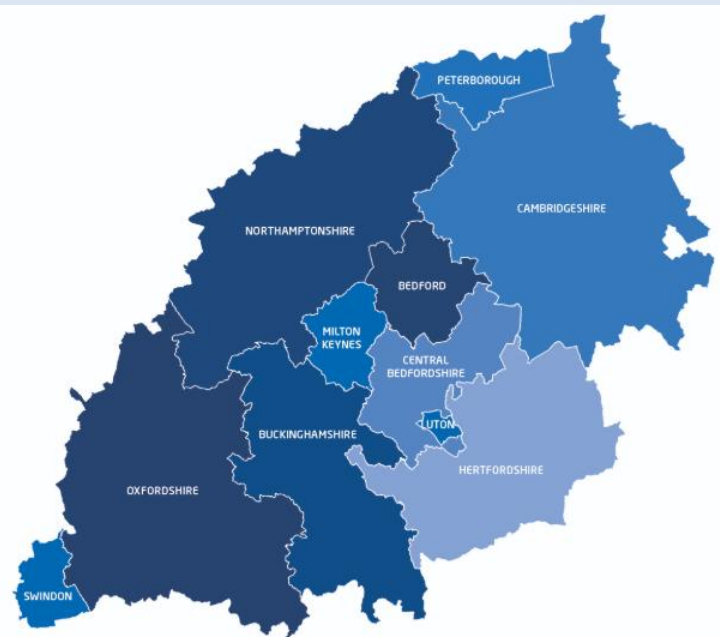 PETERBOROUGH
CAMBRIDGESHIRE
NORTHAMPTONSHIRE
BEDFORD
MILTON
KEYNES
CENTRAL
BEDFORDSHIRE
LUTON
BUCKINGHAMSHIRE
HERTFORDSHIRE
OXFORDSHIRE
SWINDON